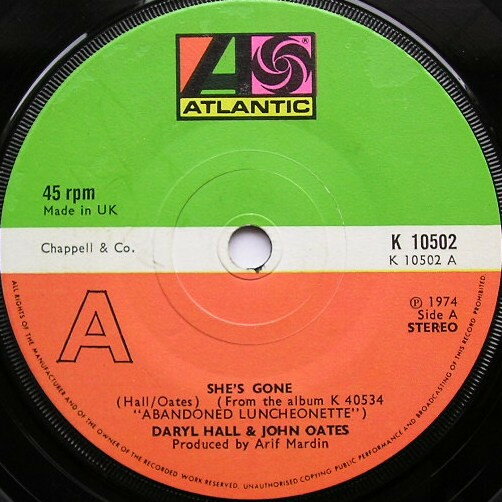 ATLANTIC
45 rpm
Made in UK
Chappell & Co.
K 10502
K 10502 A
A
℗ 1974
Side A
STEREO
SHE'S GONE
(Hall/Oates) (From the album K 40534
"ABANDONED LUNCHEONETTE")
DARYL HALL & JOHN OATES
Produced by Arif Mardin
ALL RIGHTS OF THE MANUFACTURER AND OF THE OWNER OF THE RECORDED WORK RESERVED. UNAUTHORISED COPYING PUBLIC PERFORMANCE AND BROADCASTING OF THIS RECORD PROHIBITED.